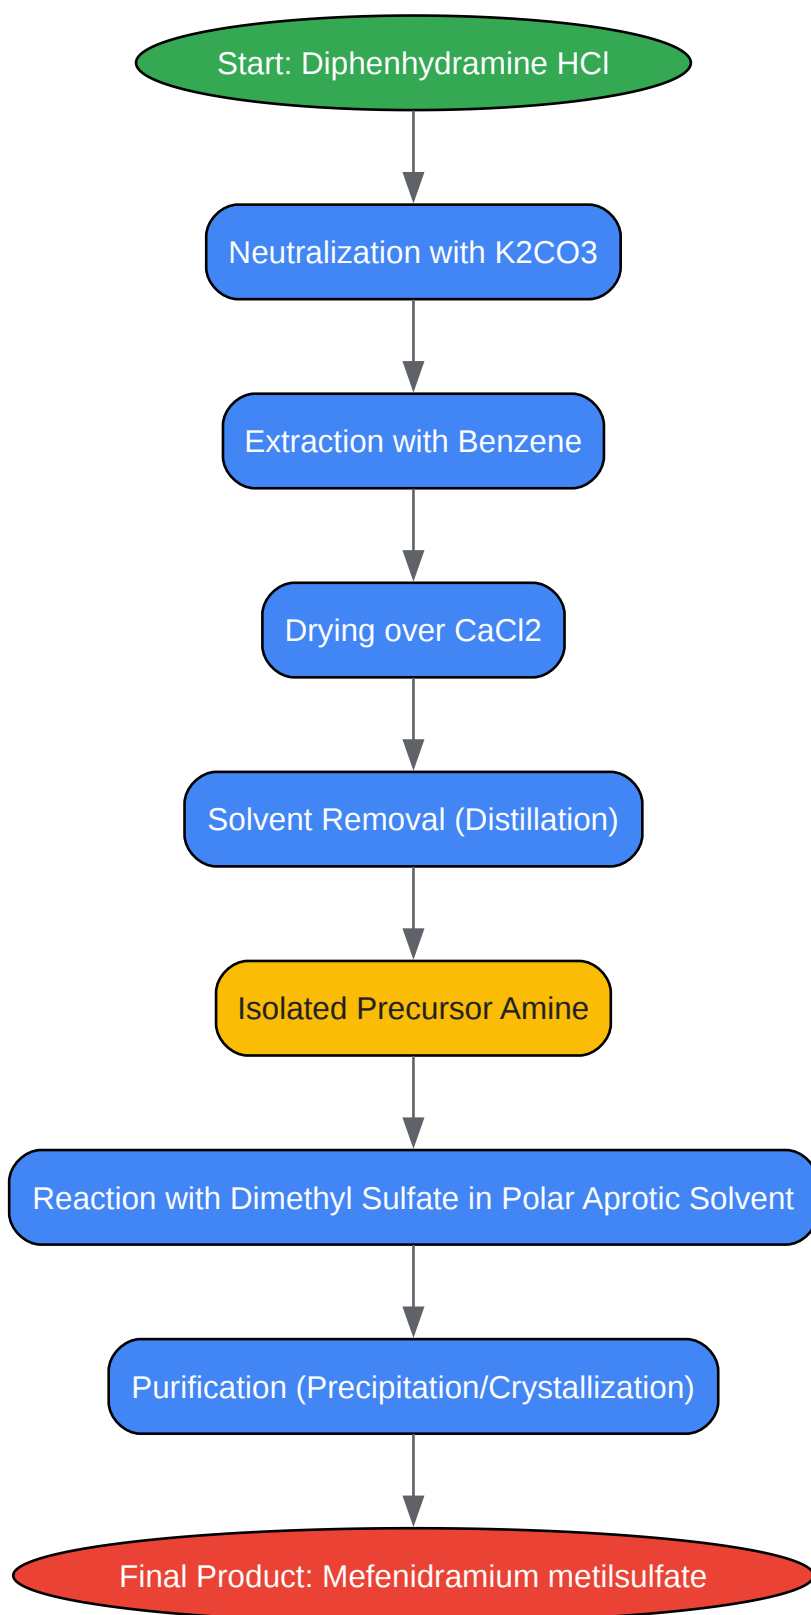 Start: Diphenhydramine HCl
Neutralization with K2CO3
Extraction with Benzene
Drying over CaCl2
Solvent Removal (Distillation)
Isolated Precursor Amine
Reaction with Dimethyl Sulfate in Polar Aprotic Solvent
Purification (Precipitation/Crystallization)
Final Product: Mefenidramium metilsulfate